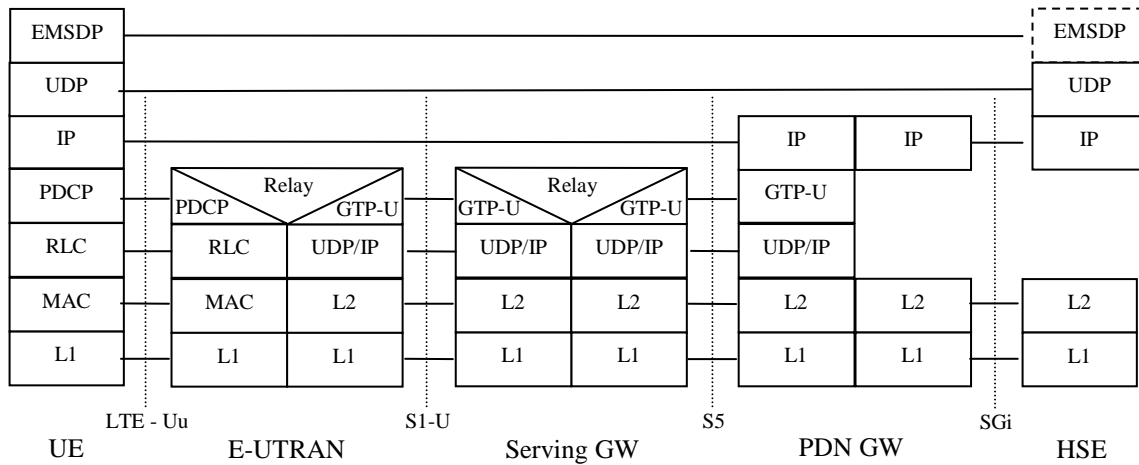 EMSDP EMSDP
UDP UDP
IP IP IP IP
PDCP PDCP Relay GTP-U GTP-U Relay GTP-U GTP-U
RLC RLC UDP/IP UDP/IP UDP/IP UDP/IP
MAC MAC L2 L2 L2 L2 L2 L2
L1 L1 L1 L1 L1 L1 L1 L1
LTE - Uu S1-U S5 SGi
UE E-UTRAN Serving GW PDN GW HSE